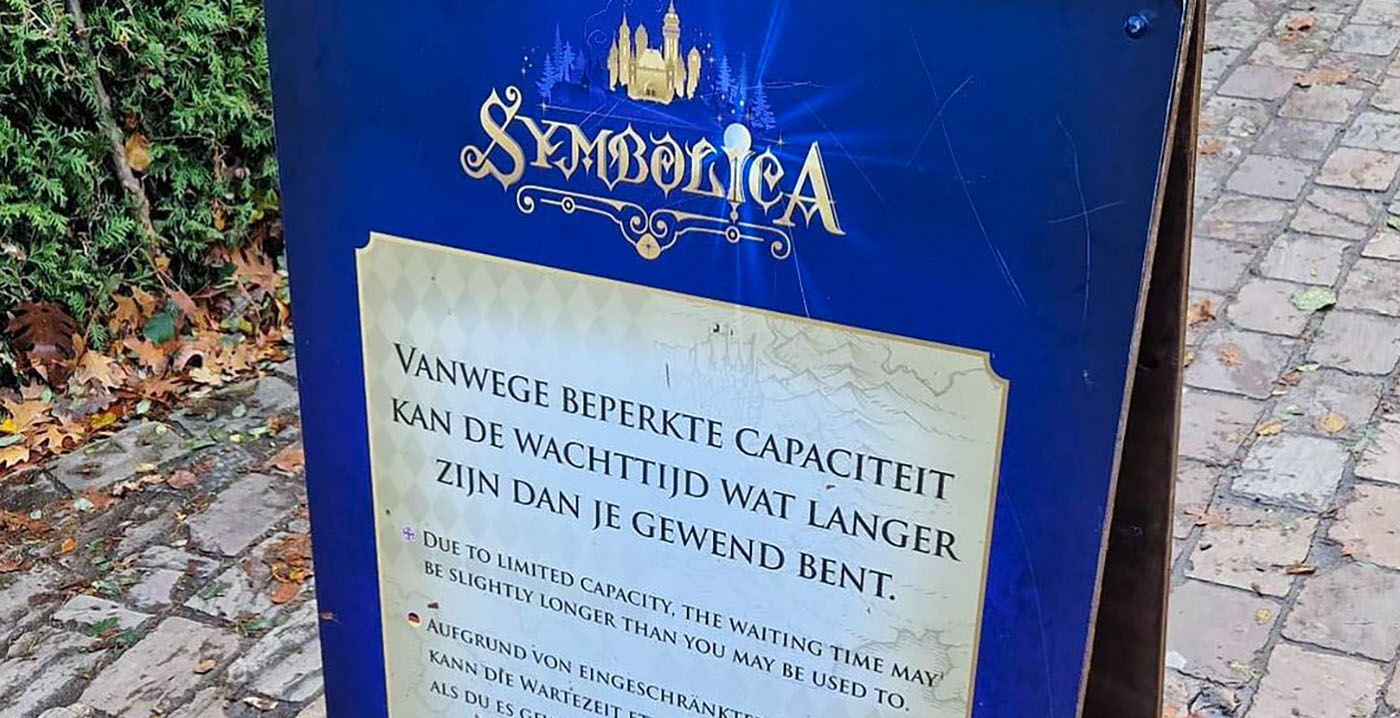 SYMBOLICA
VANWEGE BEPERKTE CAPACITEIT
KAN DE WACHTTIJD WAT LANGER
ZIJN DAN JE GEWEND BENT.
DUE TO LIMITED CAPACITY, THE WAITING TIME MAY
BE SLIGHTLY LONGER THAN YOU MAY BE USED TO.
AUFGRUND VON
KANN DIE WARTEZEIT
ALS DU ES